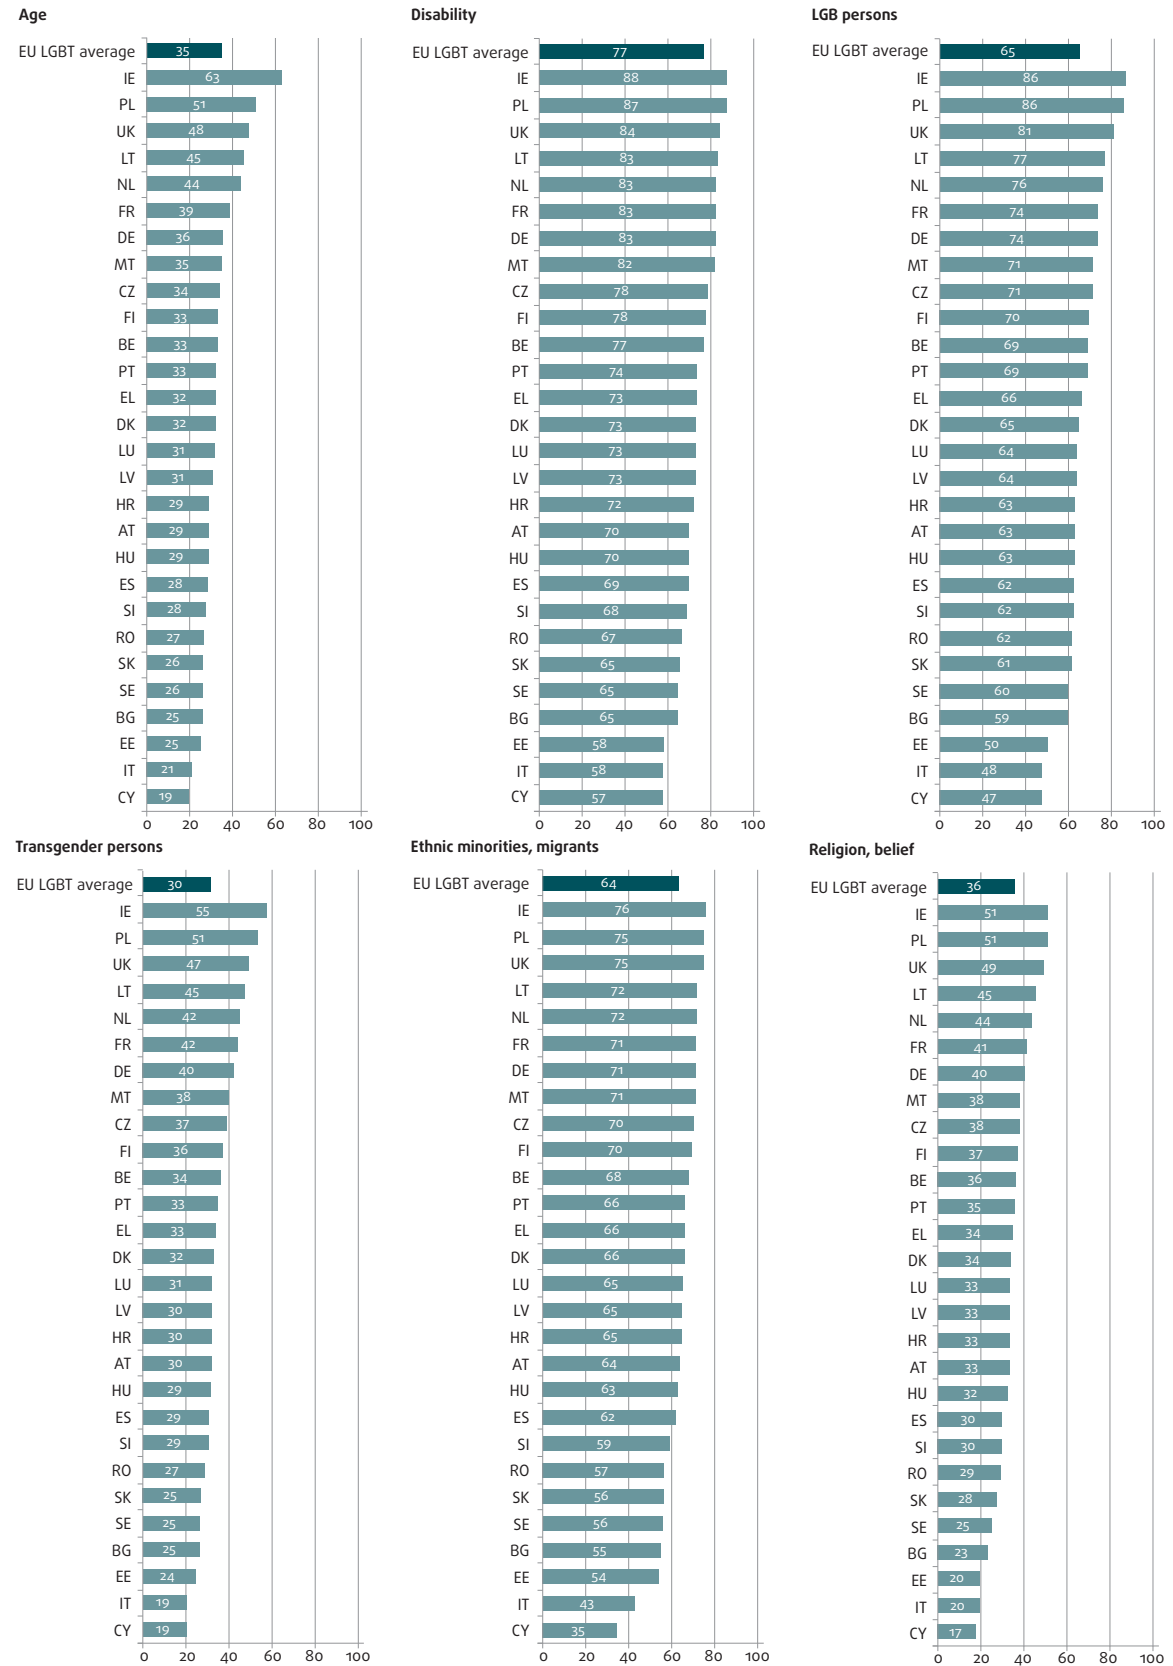 Age
EU LGBT average 35
IE 63
PL 51
UK 48
LT 45
NL 44
FR 39
DE 36
MT 35
CZ 34
FI 33
BE 33
PT 33
EL 32
DK 32
LU 31
LV 31
HR 29
AT 29
HU 29
ES 28
SI 28
RO 27
SK 26
SE 26
BG 25
EE 25
IT 21
CY 19
0 20 40 60 80 100
Disability
EU LGBT average 77
IE 88
PL 87
UK 84
LT 83
NL 83
FR 83
DE 83
MT 82
CZ 78
FI 78
BE 77
PT 74
EL 73
DK 73
LU 73
LV 73
HR 72
AT 70
HU 70
ES 69
SI 68
RO 67
SK 65
SE 65
BG 65
EE 58
IT 58
CY 57
0 20 40 60 80 100
LGB persons
EU LGBT average 65
IE 86
PL 86
UK 81
LT 77
NL 76
FR 74
DE 74
MT 71
CZ 71
FI 70
BE 69
PT 69
EL 66
DK 65
LU 64
LV 64
HR 63
AT 63
HU 63
ES 62
SI 62
RO 62
SK 61
SE 60
BG 59
EE 50
IT 48
CY 47
0 20 40 60 80 100
Transgender persons
EU LGBT average 30
IE 55
PL 51
UK 47
LT 45
NL 42
FR 42
DE 40
MT 38
CZ 37
FI 36
BE 34
PT 33
EL 33
DK 32
LU 31
LV 30
HR 30
AT 30
HU 29
ES 29
SI 29
RO 27
SK 25
SE 25
BG 25
EE 24
IT 19
CY 19
0 20 40 60 80 100
Ethnic minorities, migrants
EU LGBT average 64
IE 76
PL 75
UK 75
LT 72
NL 72
FR 71
DE 71
MT 71
CZ 70
FI 70
BE 68
PT 66
EL 66
DK 66
LU 65
LV 65
HR 65
AT 64
HU 63
ES 62
SI 59
RO 57
SK 56
SE 56
BG 55
EE 54
IT 43
CY 35
0 20 40 60 80 100
Religion, belief
EU LGBT average 36
IE 51
PL 51
UK 49
LT 45
NL 44
FR 41
DE 40
MT 38
CZ 38
FI 37
BE 36
PT 35
EL 34
DK 34
LU 33
LV 33
HR 33
AT 33
HU 32
ES 30
SI 30
RO 29
SK 28
SE 25
BG 23
EE 20
IT 20
CY 17
0 20 40 60 80 100